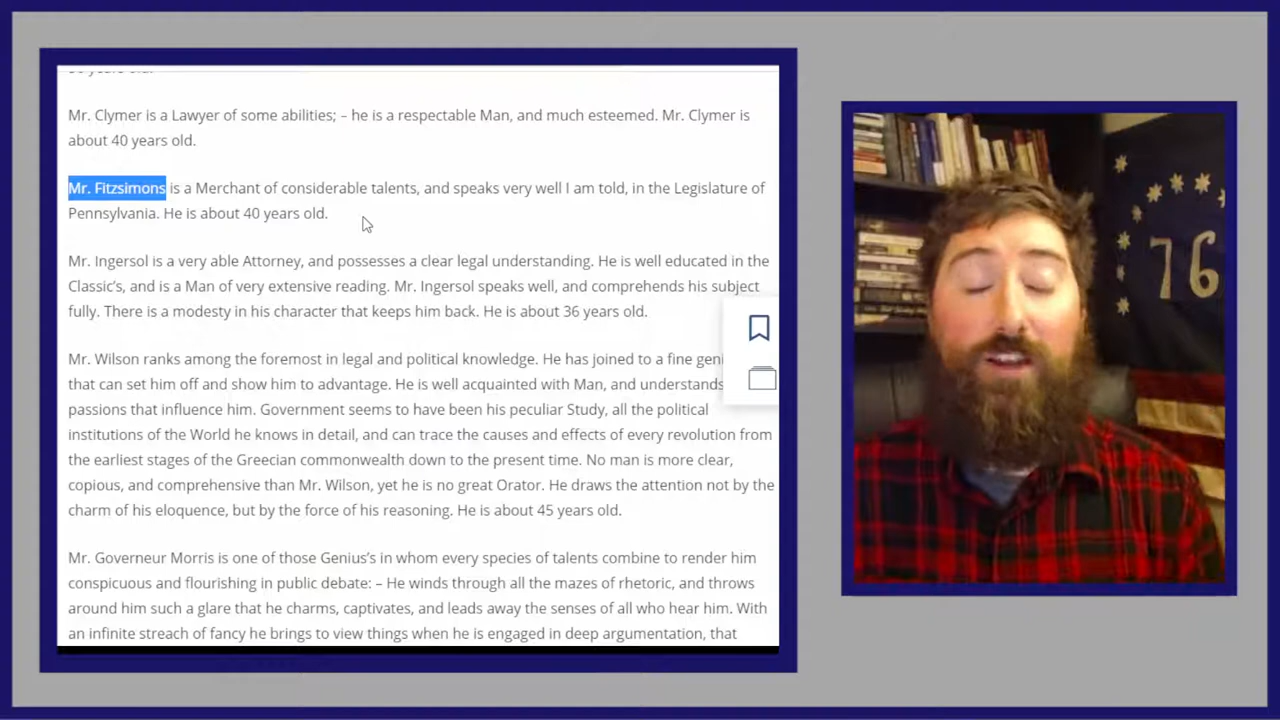 Mr. Clymer is a Lawyer of some abilities; – he is a respectable Man, and much esteemed. Mr. Clymer is
about 40 years old.
Mr. Fitzsimons is a Merchant of considerable talents, and speaks very well I am told, in the Legislature of
Pennsylvania. He is about 40 years old.
Mr. Ingersol is a very able Attorney, and possesses a clear legal understanding. He is well educated in the
Classic's, and is a Man of very extensive reading. Mr. Ingersol speaks well, and comprehends his subject
fully. There is a modesty in his character that keeps him back. He is about 36 years old.
Mr. Wilson ranks among the foremost in legal and political knowledge. He has joined to a fine geni
that can set him off and show him to advantage. He is well acquainted with Man, and understands
passions that influence him. Government seems to have been his peculiar Study, all the political
institutions of the World he knows in detail, and can trace the causes and effects of every revolution from
the earliest stages of the Greecian commonwealth down to the present time. No man is more clear,
copious, and comprehensive than Mr. Wilson, yet he is no great Orator. He draws the attention not by the
charm of his eloquence, but by the force of his reasoning. He is about 45 years old.
Mr. Governeur Morris is one of those Genius's in whom every species of talents combine to render him
conspicuous and flourishing in public debate: – He winds through all the mazes of rhetoric, and throws
around him such a glare that he charms, captivates, and leads away the senses of all who hear him. With
an infinite streach of fancy he brings to view things when he is engaged in deep argumentation, that
76